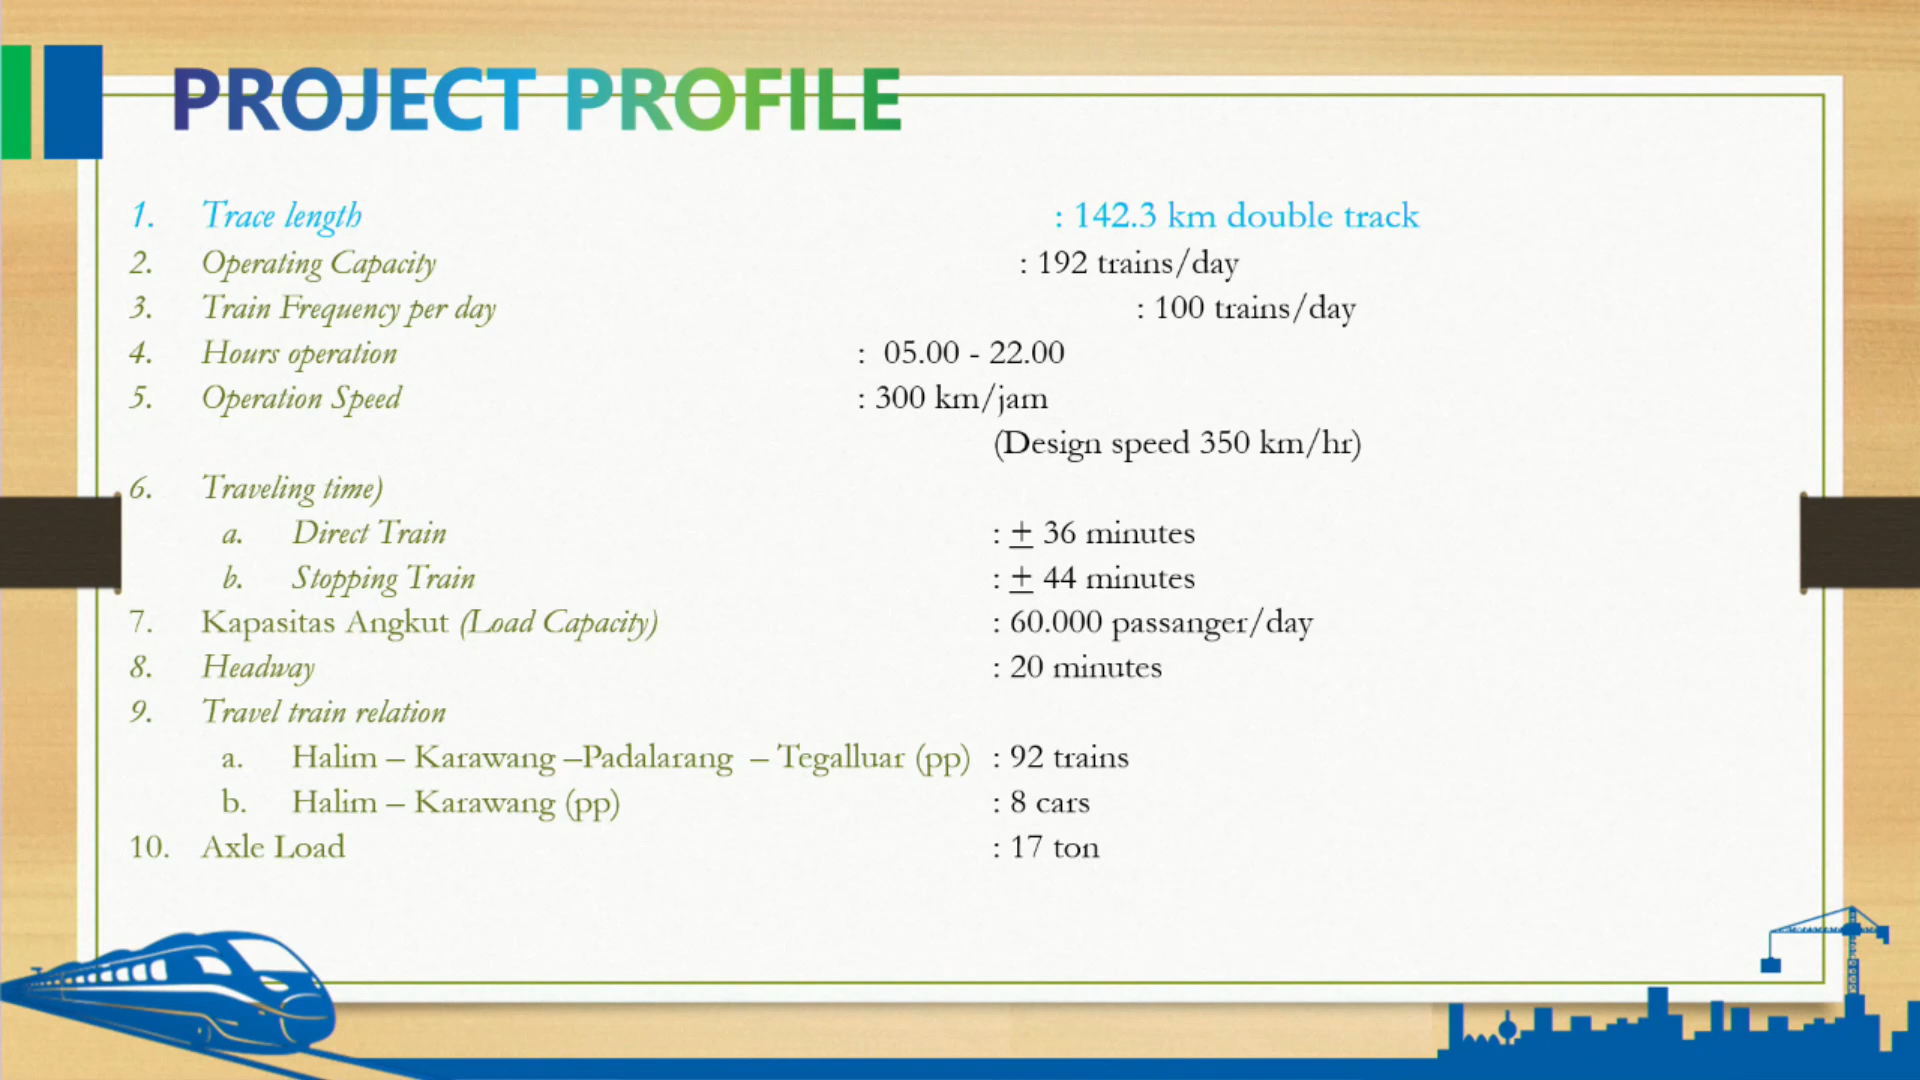 PROJECT PROFILE
1. Trace length : 142.3 km double track
2. Operating Capacity : 192 trains/day
3. Train Frequency per day : 100 trains/day
4. Hours operation : 05.00 - 22.00
5. Operation Speed : 300 km/jam
(Design speed 350 km/hr)
6. Traveling time)
a. Direct Train : ± 36 minutes
b. Stopping Train : ± 44 minutes
7. Kapasitas Angkut (Load Capacity) : 60.000 passanger/day
8. Headway : 20 minutes
9. Travel train relation
a. Halim – Karawang –Padalarang – Tegalluar (pp) : 92 trains
b. Halim – Karawang (pp) : 8 cars
10. Axle Load : 17 ton